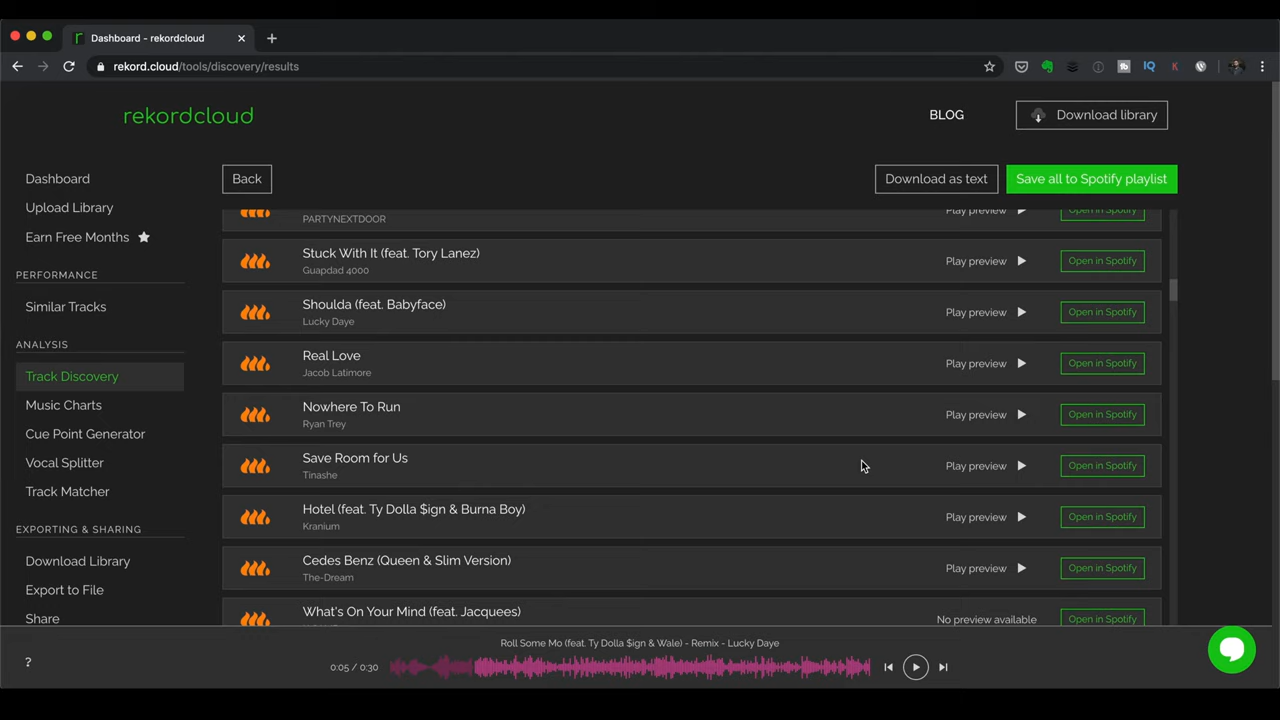 Dashboard - rekordcloud
rekord.cloud/tools/discovery/results
rekordcloud
BLOG
Download library
Dashboard
Upload Library
Earn Free Months
PERFORMANCE
Similar Tracks
ANALYSIS
Track Discovery
Music Charts
Cue Point Generator
Vocal Splitter
Track Matcher
EXPORTING & SHARING
Download Library
Export to File
Share
Back
Download as text
Save all to Spotify playlist
PARTYNEXTDOOR
Play preview
Open in Spotify
Stuck With It (feat. Tory Lanez)
Guapdad 4000
Play preview
Open in Spotify
Shoulda (feat. Babyface)
Lucky Daye
Play preview
Open in Spotify
Real Love
Jacob Latimore
Play preview
Open in Spotify
Nowhere To Run
Ryan Trey
Play preview
Open in Spotify
Save Room for Us
Tinashe
Play preview
Open in Spotify
Hotel (feat. Ty Dolla $ign & Burna Boy)
Kranium
Play preview
Open in Spotify
Cedes Benz (Queen & Slim Version)
The-Dream
Play preview
Open in Spotify
What's On Your Mind (feat. Jacquees)
No preview available
Open in Spotify
?
Roll Some Mo (feat. Ty Dolla $ign & Wale) - Remix - Lucky Daye
0:05 / 0:30